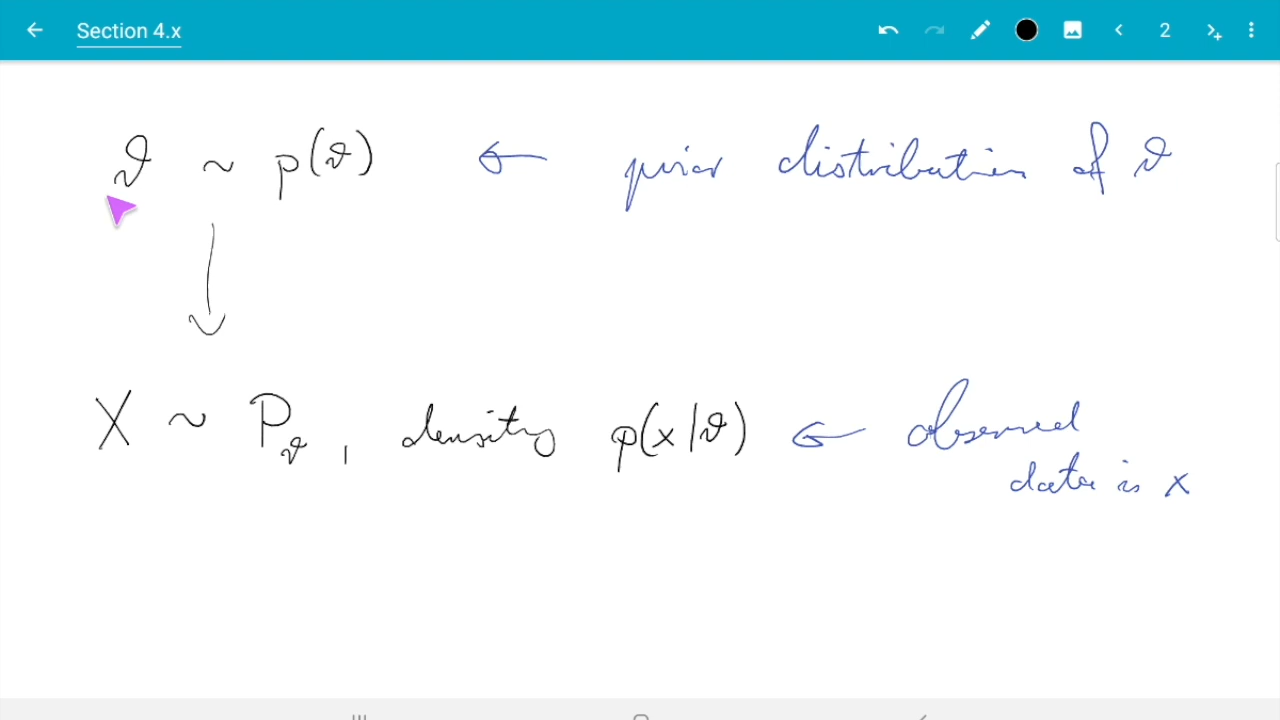 Section 4.x
2
ϑ ~ p(ϑ) ← prior distribution of ϑ
↓
X ~ P_ϑ, density p(x|ϑ) ← observed
data is x